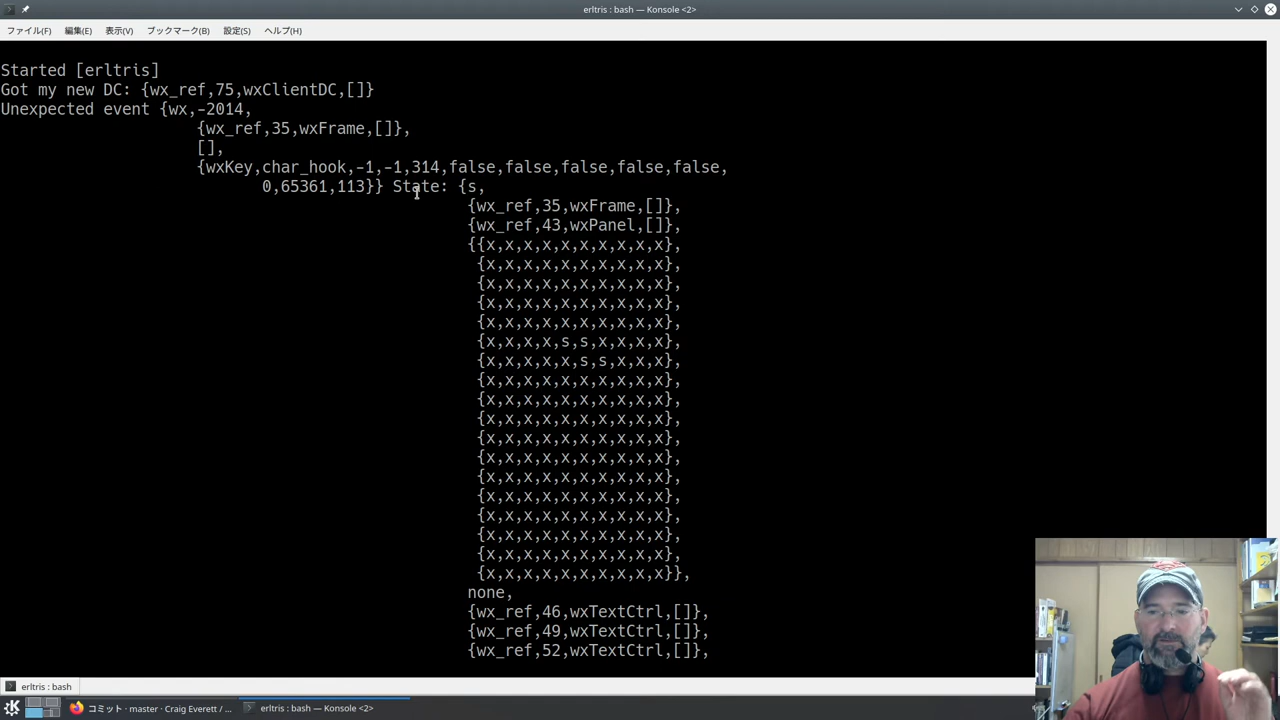 erltris : bash — Konsole <2>
ファイル(F) 編集(E) 表示(V) ブックマーク(B) 設定(S) ヘルプ(H)
Started [erltris]
Got my new DC: {wx_ref,75,wxClientDC,[]}
Unexpected event {wx,-2014,
{wx_ref,35,wxFrame,[]},
[],
{wxKey,char_hook,-1,-1,314,false,false,false,false,false,
0,65361,113}} State: {s,
{wx_ref,35,wxFrame,[]},
{wx_ref,43,wxPanel,[]},
{{x,x,x,x,x,x,x,x,x,x},
{x,x,x,x,x,x,x,x,x,x},
{x,x,x,x,x,x,x,x,x,x},
{x,x,x,x,x,x,x,x,x,x},
{x,x,x,x,x,x,x,x,x,x},
{x,x,x,x,s,s,x,x,x,x},
{x,x,x,x,x,s,s,x,x,x},
{x,x,x,x,x,x,x,x,x,x},
{x,x,x,x,x,x,x,x,x,x},
{x,x,x,x,x,x,x,x,x,x},
{x,x,x,x,x,x,x,x,x,x},
{x,x,x,x,x,x,x,x,x,x},
{x,x,x,x,x,x,x,x,x,x},
{x,x,x,x,x,x,x,x,x,x},
{x,x,x,x,x,x,x,x,x,x},
{x,x,x,x,x,x,x,x,x,x},
{x,x,x,x,x,x,x,x,x,x},
{x,x,x,x,x,x,x,x,x,x}},
none,
{wx_ref,46,wxTextCtrl,[]},
{wx_ref,49,wxTextCtrl,[]},
{wx_ref,52,wxTextCtrl,[]},
erltris : bash
コミット · master · Craig Everett / ... erltris : bash — Konsole <2>